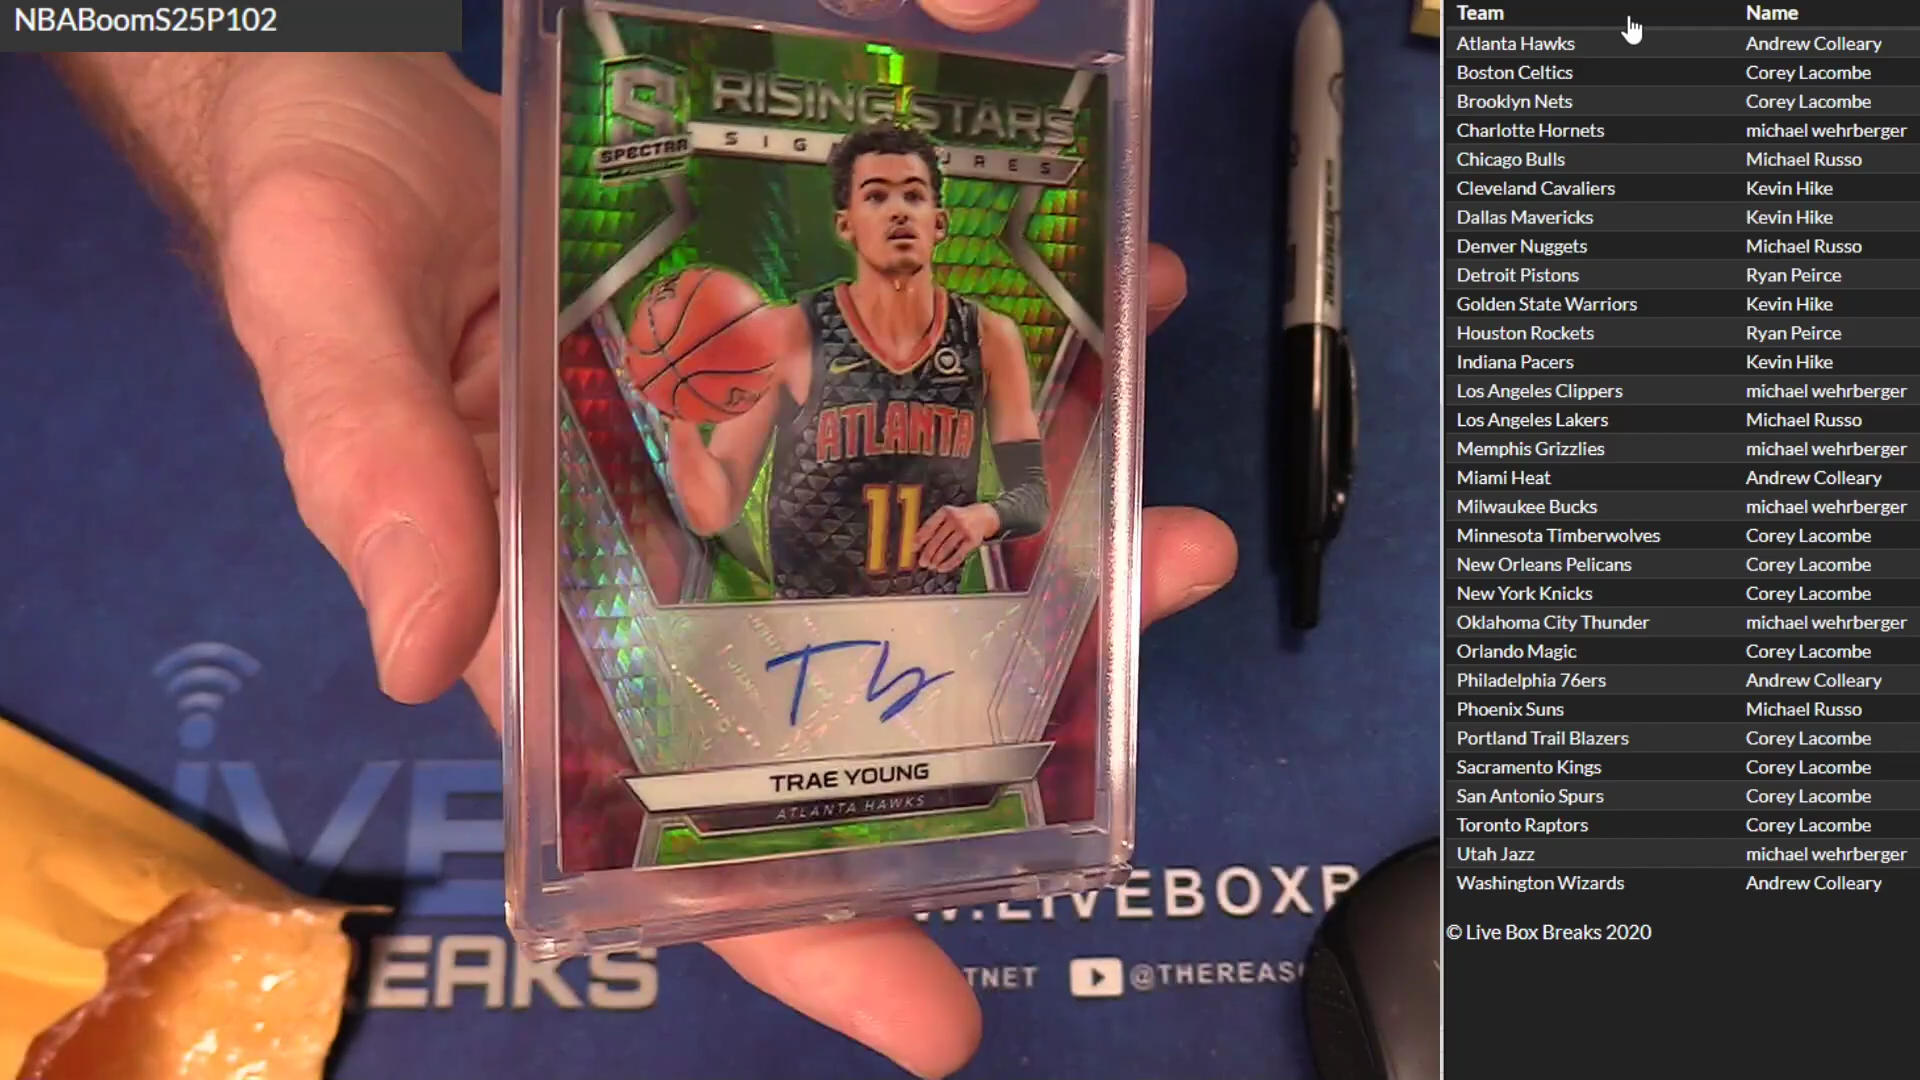 NBABoomS25P102
RISING STARS
SPECTRA
ATLANTA
11
TRAE YOUNG
ATLANTA HAWKS
LIVEBOXB
EAKS
TNET @THEREAS
Team Name
Atlanta Hawks Andrew Colleary
Boston Celtics Corey Lacombe
Brooklyn Nets Corey Lacombe
Charlotte Hornets michael wehrberger
Chicago Bulls Michael Russo
Cleveland Cavaliers Kevin Hike
Dallas Mavericks Kevin Hike
Denver Nuggets Michael Russo
Detroit Pistons Ryan Peirce
Golden State Warriors Kevin Hike
Houston Rockets Ryan Peirce
Indiana Pacers Kevin Hike
Los Angeles Clippers michael wehrberger
Los Angeles Lakers Michael Russo
Memphis Grizzlies michael wehrberger
Miami Heat Andrew Colleary
Milwaukee Bucks michael wehrberger
Minnesota Timberwolves Corey Lacombe
New Orleans Pelicans Corey Lacombe
New York Knicks Corey Lacombe
Oklahoma City Thunder michael wehrberger
Orlando Magic Corey Lacombe
Philadelphia 76ers Andrew Colleary
Phoenix Suns Michael Russo
Portland Trail Blazers Corey Lacombe
Sacramento Kings Corey Lacombe
San Antonio Spurs Corey Lacombe
Toronto Raptors Corey Lacombe
Utah Jazz michael wehrberger
Washington Wizards Andrew Colleary
© Live Box Breaks 2020